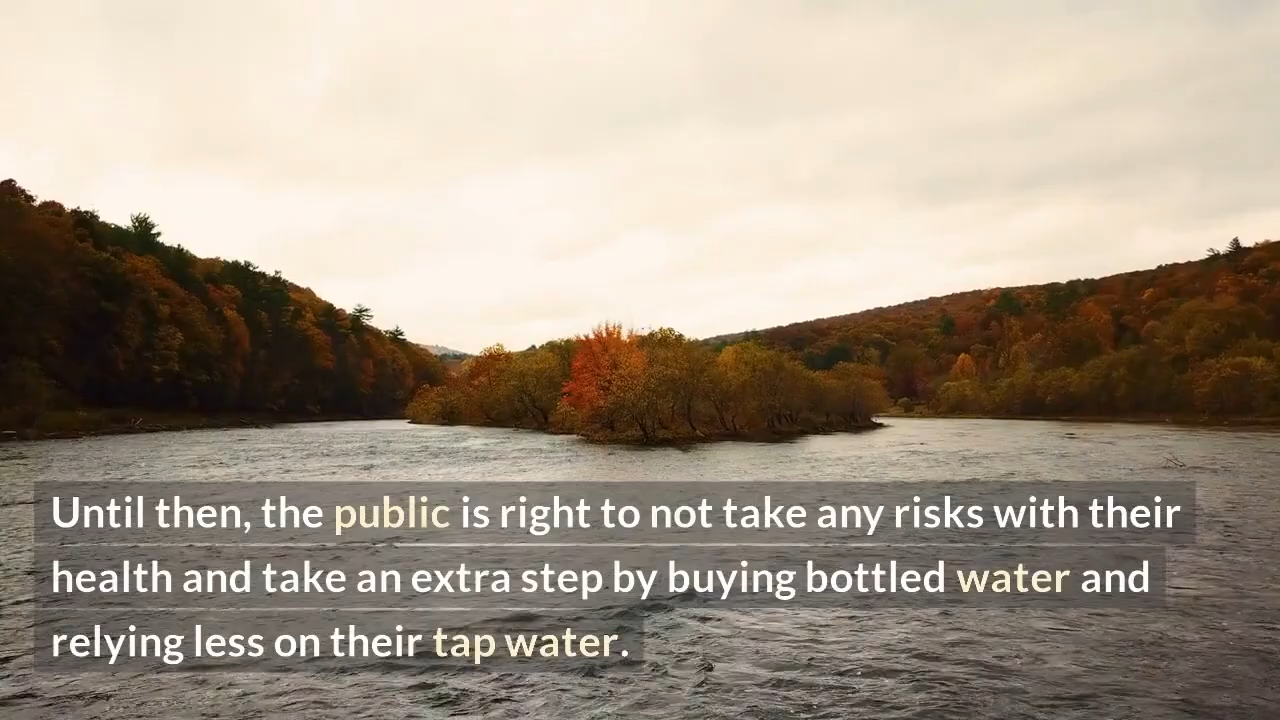 Until then, the public is right to not take any risks with their
health and take an extra step by buying bottled water and
relying less on their tap water.